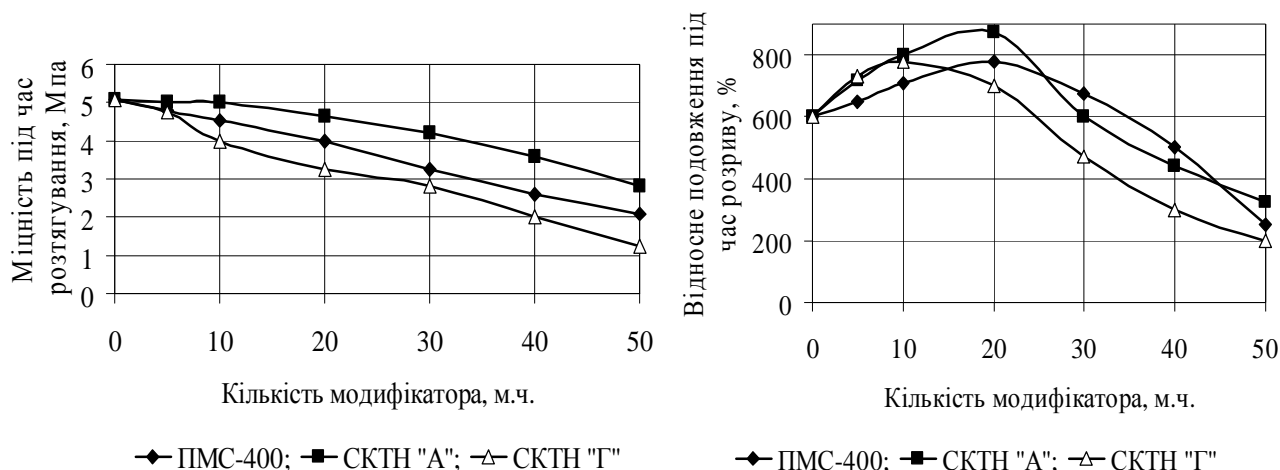 Міцність під час
розтягування, Мпа
6
5
4
3
2
1
0
0 10 20 30 40 50
Кількість модифікатора, м.ч.
ПМС-400; СКТН "А"; СКТН "Г"
Відносне подовження під
час розриву, %
800
600
400
200
0
0 10 20 30 40 50
Кількість модифікатора, м.ч.
ПМС-400; СКТН "А"; СКТН "Г"